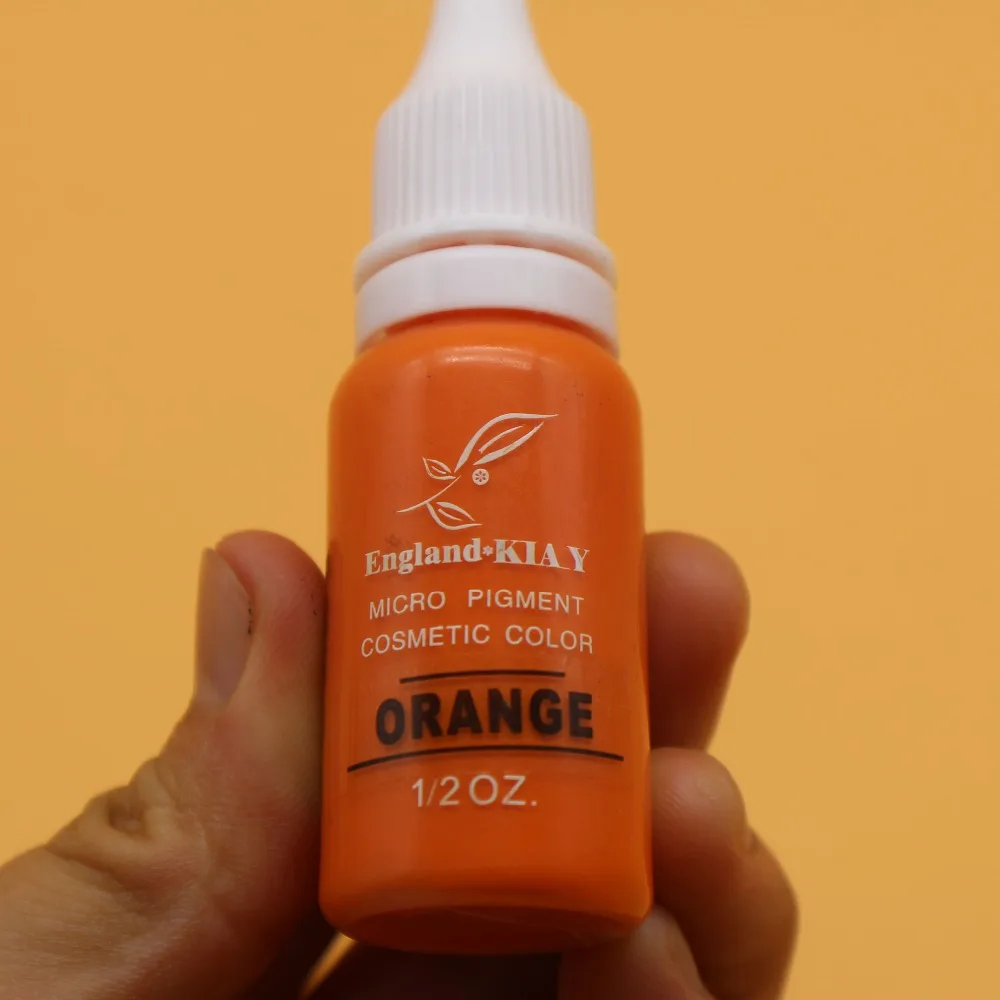 England*KIAY
MICRO PIGMENT
COSMETIC COLOR
ORANGE
1/2 OZ.